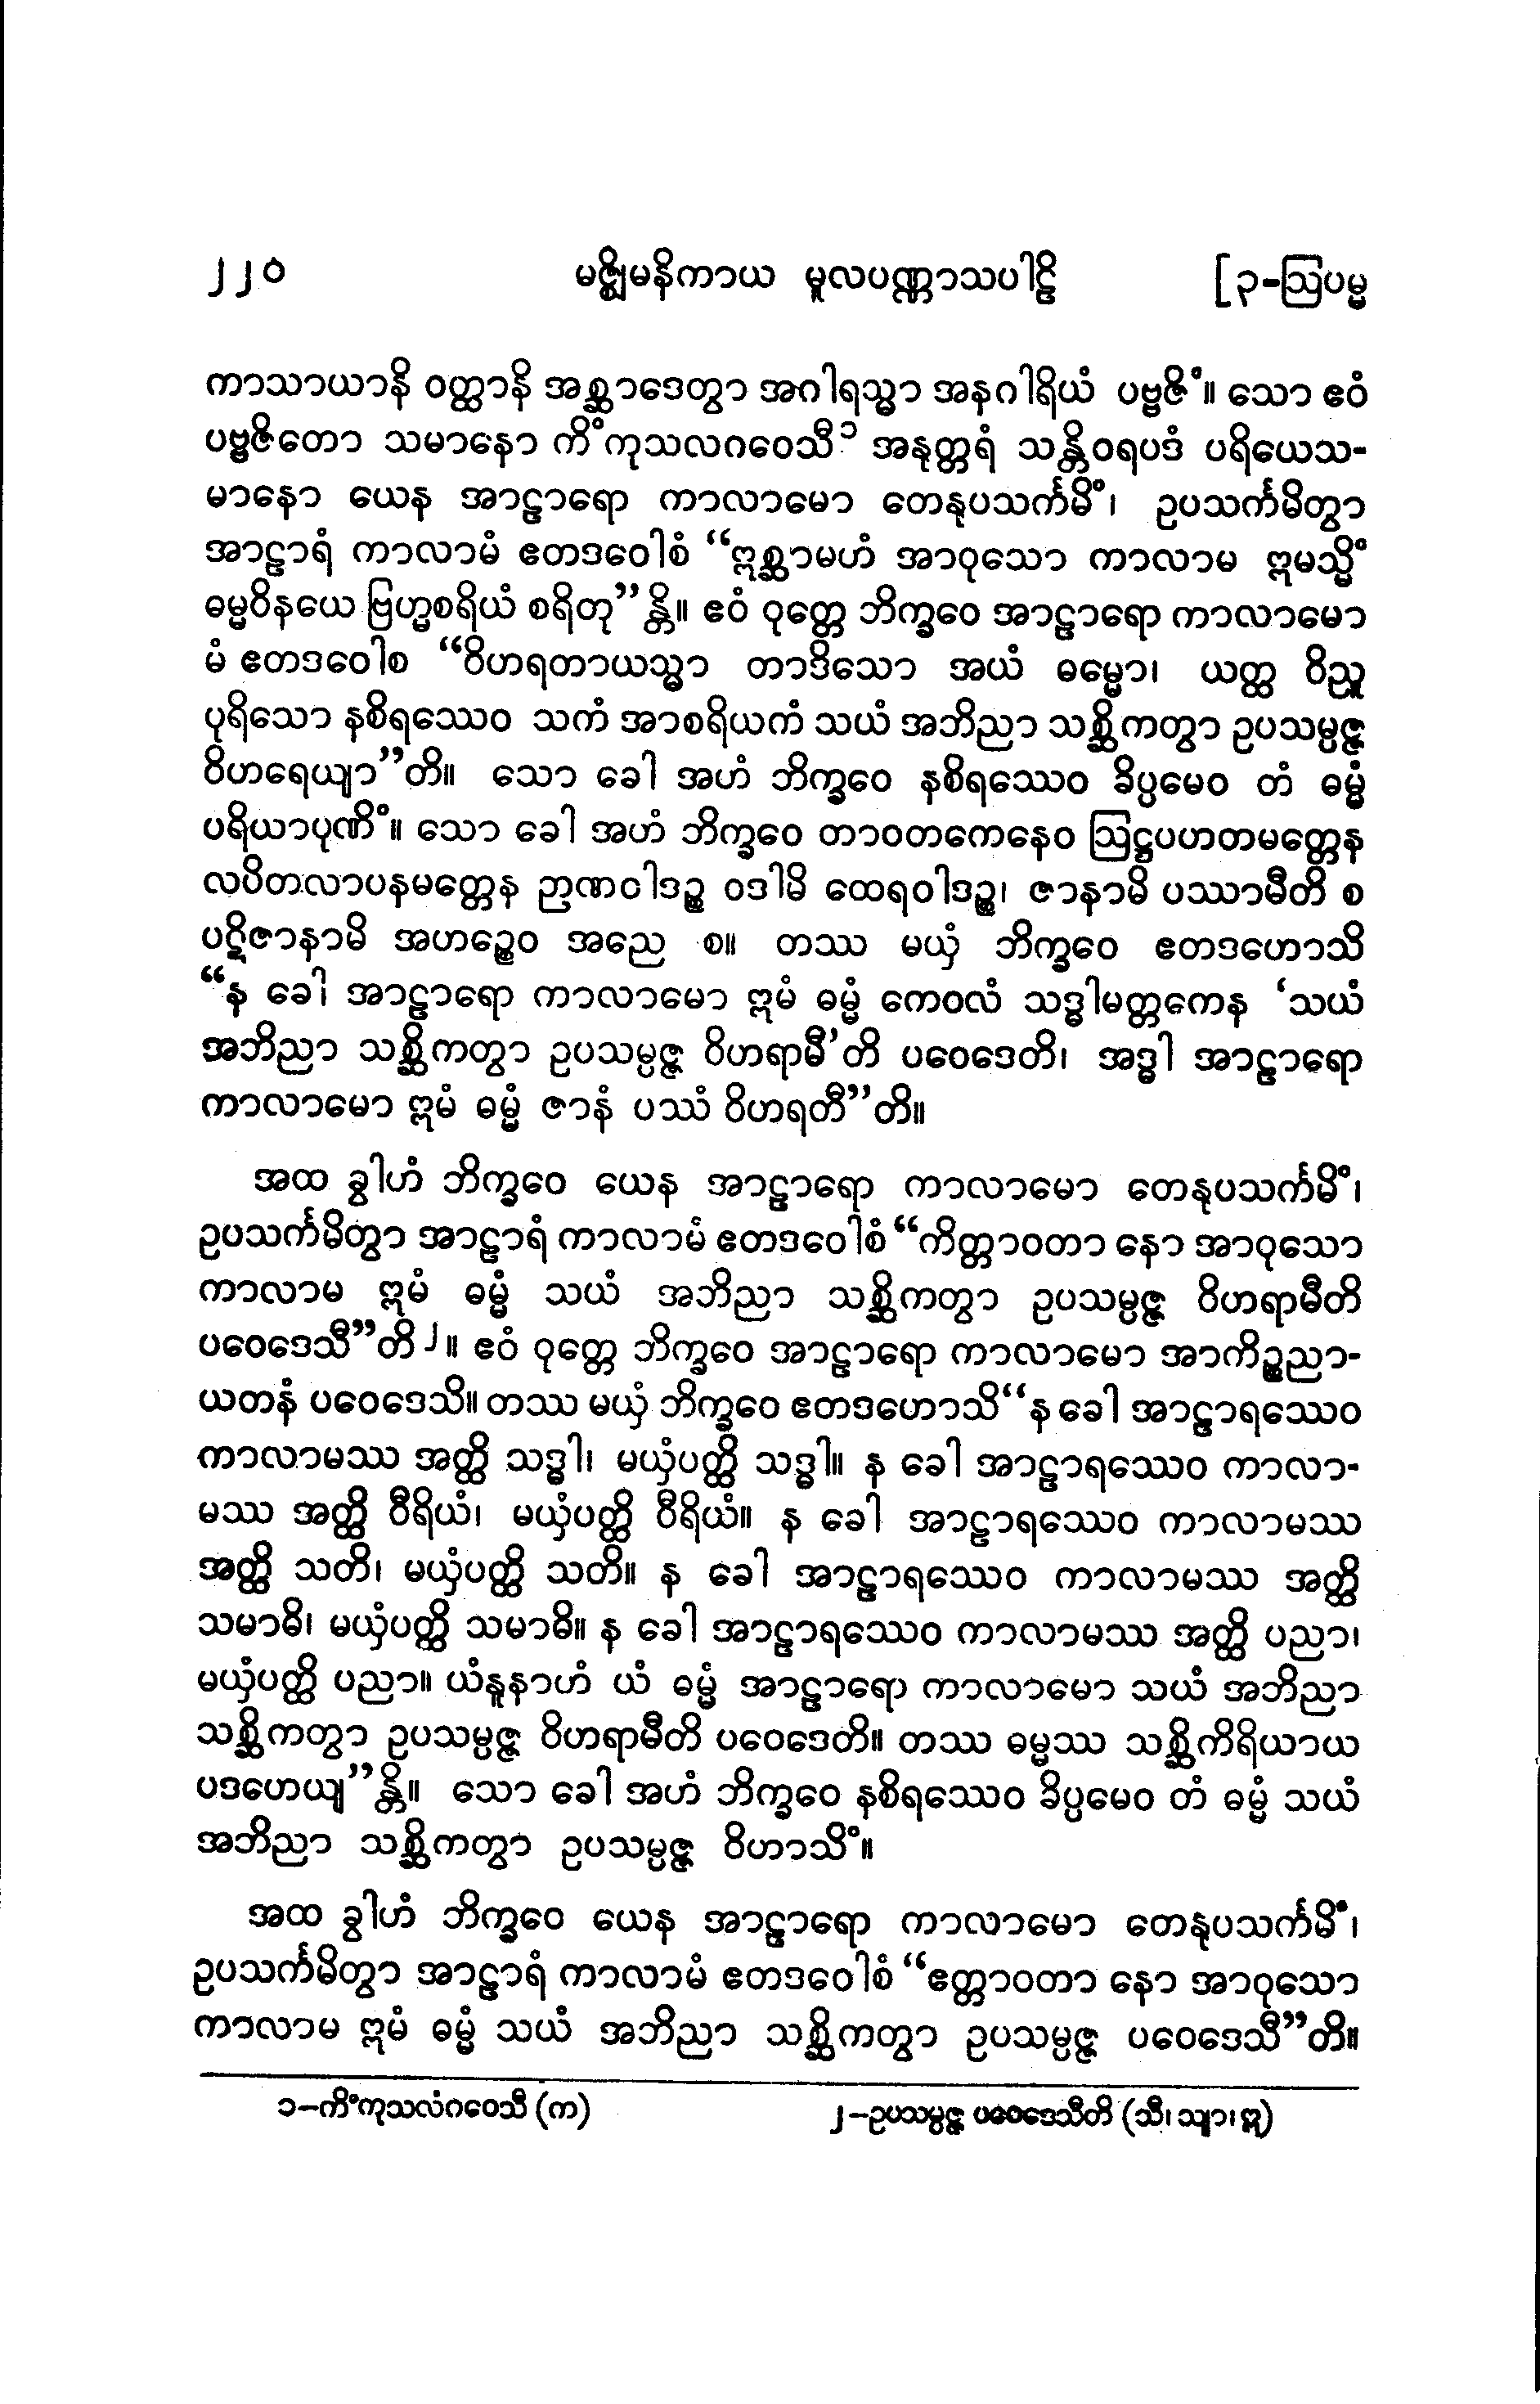 ၂၂၀ မဇ္ဈိမနိကာယ မူလပဏ္ဏာသပါဠိ [၃-ဩပမ္မ
ကာသာယာနိ ဝတ္ထာနိ အစ္ဆာဒေတွာ အဂါရသ္မာ အနဂါရိယံ ပဗ္ဗဇိံ။ သော ဧဝံ
ပဗ္ဗဇိတော သမာနော ကိံကုသလဂဝေသီ၁ အနုတ္တရံ သန္တိဝရပဒံ ပရိယေသ-
မာနော ယေန အာဠာရော ကာလာမော တေနုပသင်္ကမိံ၊ ဥပသင်္ကမိတွာ
အာဠာရံ ကာလာမံ ဧတဒဝေါစံ “ဣစ္ဆာမဟံ အာဝုသော ကာလာမ ဣမသ္မိံ
ဓမ္မဝိနယေ ဗြဟ္မစရိယံ စရိတု”န္တိ။ ဧဝံ ဝုတ္တေ ဘိက္ခဝေ အာဠာရော ကာလာမော
မံ ဧတဒဝေါစ “ဝိဟရတာယသ္မာ တာဒိသော အယံ ဓမ္မော၊ ယတ္ထ ဝိညူ
ပုရိသော နစိရဿေဝ သကံ အာစရိယကံ သယံ အဘိညာ သစ္ဆိကတွာ ဥပသမ္ပဇ္ဇ
ဝိဟရေယျာ”တိ။ သော ခေါ အဟံ ဘိက္ခဝေ နစိရဿေဝ ခိပ္ပမေဝ တံ ဓမ္မံ
ပရိယာပုဏိံ။ သော ခေါ အဟံ ဘိက္ခဝေ တာဝတကေနေဝ ဩဋ္ဌပဟတမတ္တေန
လပိတလာပနမတ္တေန ဉာဏဝါဒဉ္စ ဝဒါမိ ထေရဝါဒဉ္စ၊ ဇာနာမိ ပဿာမီတိ စ
ပဋိဇာနာမိ အဟဉ္စေဝ အညေ စ။ တဿ မယှံ ဘိက္ခဝေ ဧတဒဟောသိ
“န ခေါ အာဠာရော ကာလာမော ဣမံ ဓမ္မံ ကေဝလံ သဒ္ဓါမတ္တကေန ‘သယံ
အဘိညာ သစ္ဆိကတွာ ဥပသမ္ပဇ္ဇ ဝိဟရာမီ’တိ ပဝေဒေတိ၊ အဒ္ဓါ အာဠာရော
ကာလာမော ဣမံ ဓမ္မံ ဇာနံ ပဿံ ဝိဟရတီ”တိ။
အထ ခွါဟံ ဘိက္ခဝေ ယေန အာဠာရော ကာလာမော တေနုပသင်္ကမိံ၊
ဥပသင်္ကမိတွာ အာဠာရံ ကာလာမံ ဧတဒဝေါစံ “ကိတ္တာဝတာ နော အာဝုသော
ကာလာမ ဣမံ ဓမ္မံ သယံ အဘိညာ သစ္ဆိကတွာ ဥပသမ္ပဇ္ဇ ဝိဟရာမီတိ
ပဝေဒေသီ”တိ၂။ ဧဝံ ဝုတ္တေ ဘိက္ခဝေ အာဠာရော ကာလာမော အာကိဉ္စညာ-
ယတနံ ပဝေဒေသိ။ တဿ မယှံ ဘိက္ခဝေ ဧတဒဟောသိ “န ခေါ အာဠာရဿေဝ
ကာလာမဿ အတ္ထိ သဒ္ဓါ၊ မယှံပတ္ထိ သဒ္ဓါ။ န ခေါ အာဠာရဿေဝ ကာလာ-
မဿ အတ္ထိ ဝီရိယံ၊ မယှံပတ္ထိ ဝီရိယံ။ န ခေါ အာဠာရဿေဝ ကာလာမဿ
အတ္ထိ သတိ၊ မယှံပတ္ထိ သတိ။ န ခေါ အာဠာရဿေဝ ကာလာမဿ အတ္ထိ
သမာဓိ၊ မယှံပတ္ထိ သမာဓိ။ န ခေါ အာဠာရဿေဝ ကာလာမဿ အတ္ထိ ပညာ၊
မယှံပတ္ထိ ပညာ။ ယံနူနာဟံ ယံ ဓမ္မံ အာဠာရော ကာလာမော သယံ အဘိညာ
သစ္ဆိကတွာ ဥပသမ္ပဇ္ဇ ဝိဟရာမီတိ ပဝေဒေတိ။ တဿ ဓမ္မဿ သစ္ဆိကိရိယာယ
ပဒဟေယျ”န္တိ။ သော ခေါ အဟံ ဘိက္ခဝေ နစိရဿေဝ ခိပ္ပမေဝ တံ ဓမ္မံ သယံ
အဘိညာ သစ္ဆိကတွာ ဥပသမ္ပဇ္ဇ ဝိဟာသိံ။
အထ ခွါဟံ ဘိက္ခဝေ ယေန အာဠာရော ကာလာမော တေနုပသင်္ကမိံ၊
ဥပသင်္ကမိတွာ အာဠာရံ ကာလာမံ ဧတဒဝေါစံ “ဧတ္တာဝတာ နော အာဝုသော
ကာလာမ ဣမံ ဓမ္မံ သယံ အဘိညာ သစ္ဆိကတွာ ဥပသမ္ပဇ္ဇ ပဝေဒေသီ”တိ။
၁-ကိံကုသလံဂဝေသီ (က) ၂-ဥပသမ္ပဇ္ဇ ပဝေဒေသီတိ (သီ၊ သျာ၊ ဣ)